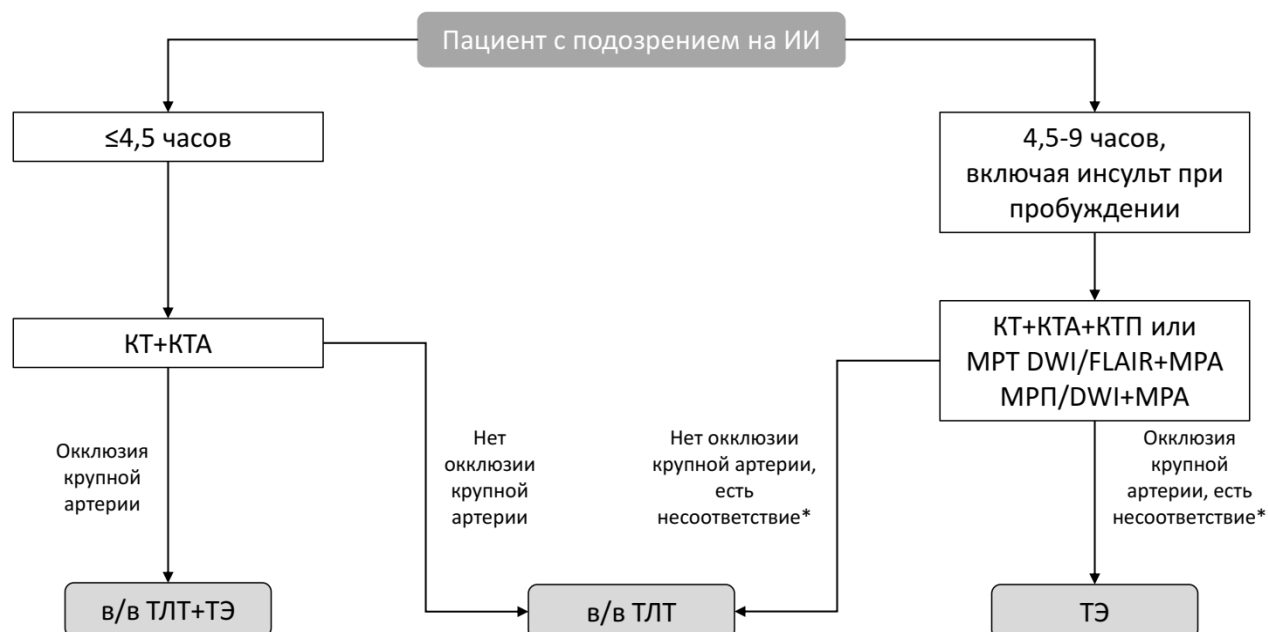 Пациент с подозрением на ИИ
≤4,5 часов
4,5-9 часов,
включая инсульт при
пробуждении
КТ+КТА
КТ+КТА+КТП или
МРТ DWI/FLAIR+МРА
МРП/DWI+МРА
Окклюзия
крупной
артерии
Нет
окклюзии
крупной
артерии
Нет окклюзии
крупной артерии,
есть
несоответствие*
Окклюзия
крупной
артерии, есть
несоответствие*
в/в ТЛТ+ТЭ
в/в ТЛТ
ТЭ